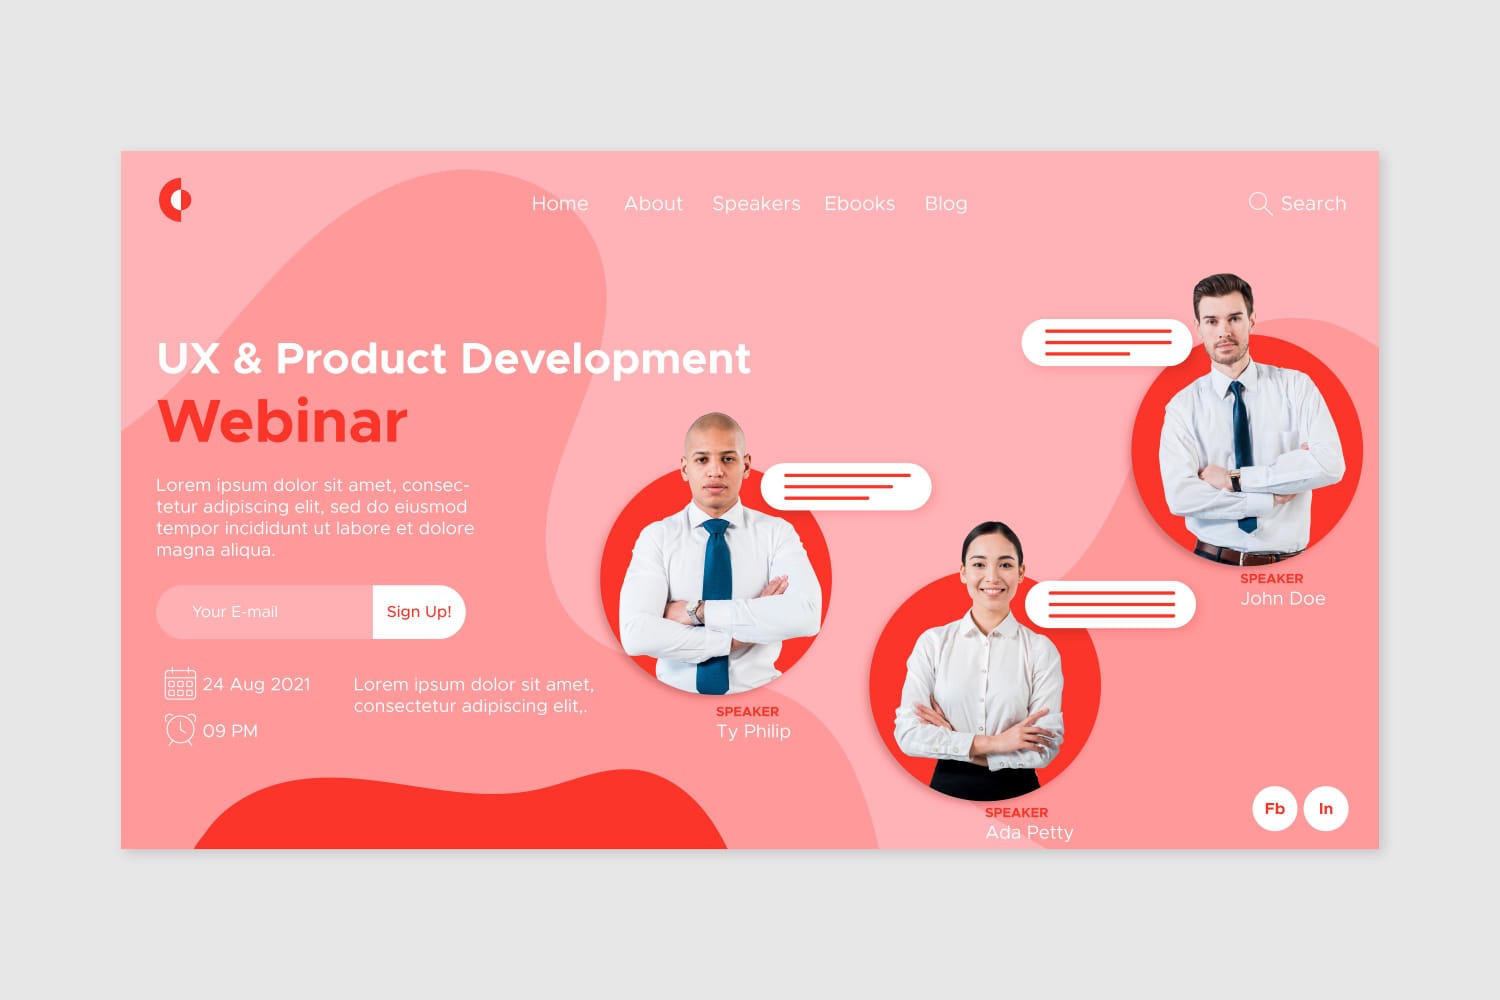 Home About Speakers Ebooks Blog
Search
UX & Product Development
Webinar
Lorem ipsum dolor sit amet, consec-
tetur adipiscing elit, sed do eiusmod
tempor incididunt ut labore et dolore
magna aliqua.
Your E-mail
Sign Up!
24 Aug 2021
09 PM
Lorem ipsum dolor sit amet,
consectetur adipiscing elit,.
SPEAKER
Ty Philip
SPEAKER
Ada Petty
SPEAKER
John Doe
Fb
In